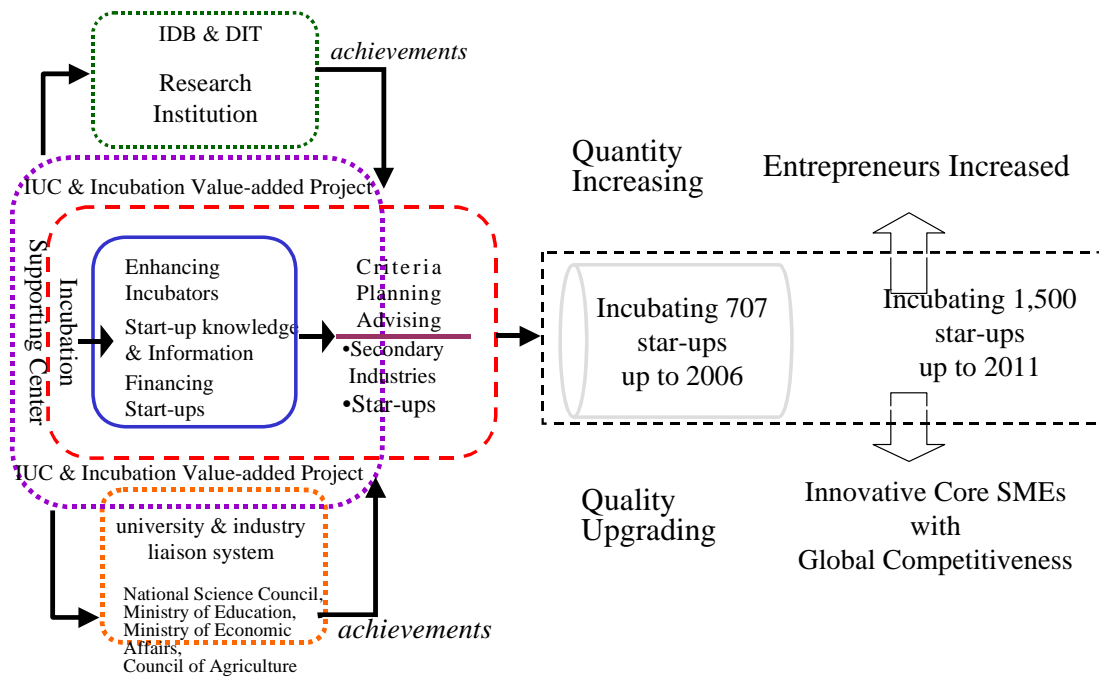 IDB & DIT
Research
Institution
achievements
IUC & Incubation Value-added Project
Incubation
Supporting Center
Enhancing
Incubators
Start-up knowledge
& Information
Financing
Start-ups
Criteria
Planning
Advising
•Secondary
Industries
•Star-ups
IUC & Incubation Value-added Project
university & industry
liaison system
National Science Council,
Ministry of Education,
Ministry of Economic
Affairs,
Council of Agriculture
achievements
Quantity
Increasing
Entrepreneurs Increased
Incubating 707
star-ups
up to 2006
Incubating 1,500
star-ups
up to 2011
Quality
Upgrading
Innovative Core SMEs
with
Global Competitiveness